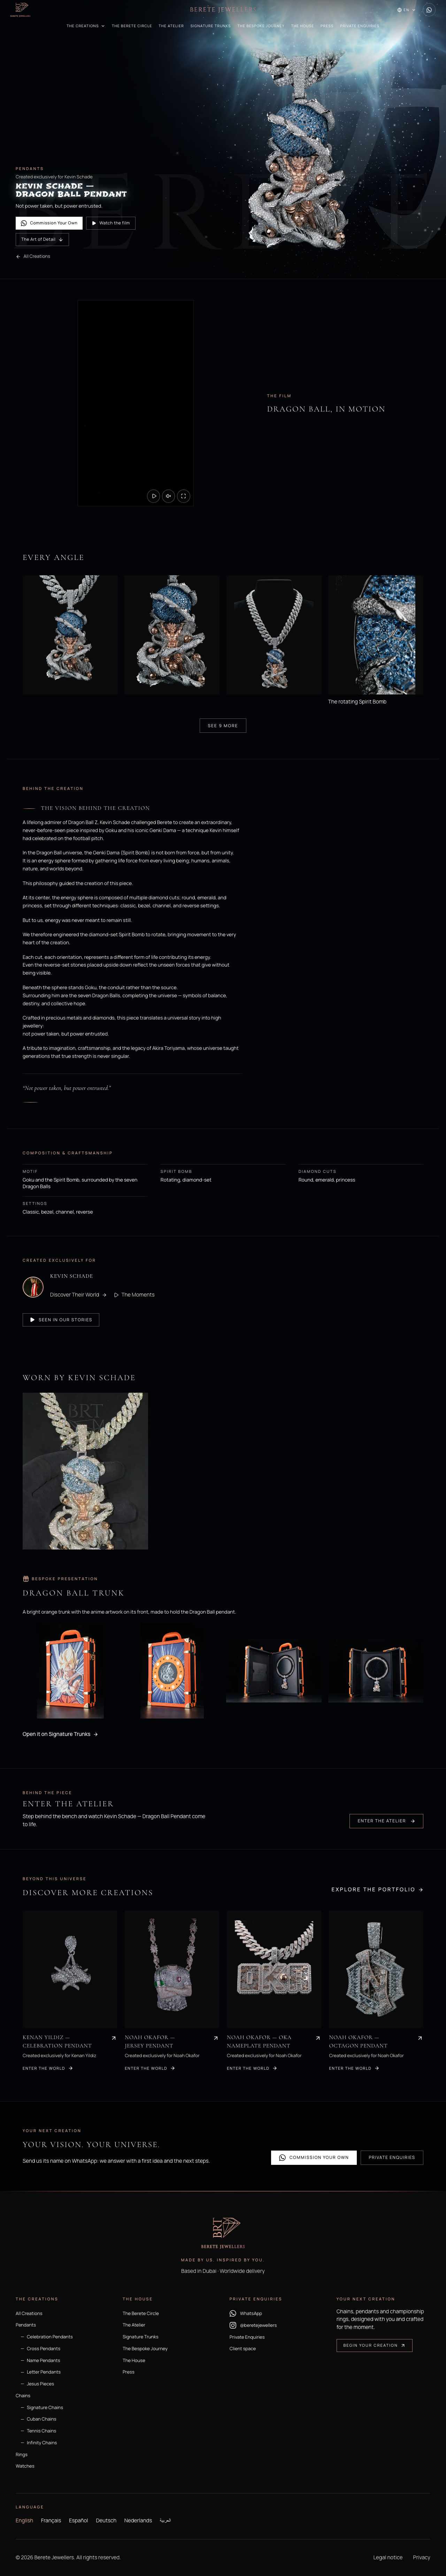 BERETE JEWELLERS
EN
THE CREATIONS
THE BERETE CIRCLE
THE ATELIER
SIGNATURE TRUNKS
THE BESPOKE JOURNEY
THE HOUSE
PRESS
PRIVATE ENQUIRIES
PENDANTS
Created exclusively for Kevin Schade
KEVIN SCHADE —
DRAGON BALL PENDANT
Not power taken, but power entrusted.
Commission Your Own
Watch the film
The Art of Detail
All Creations
THE FILM
DRAGON BALL, IN MOTION
EVERY ANGLE
The rotating Spirit Bomb
SEE 9 MORE
BEHIND THE CREATION
THE VISION BEHIND THE CREATION
A lifelong admirer of Dragon Ball Z, Kevin Schade challenged Berete to create an extraordinary,
never-before-seen piece inspired by Goku and his iconic Genki Dama — a technique Kevin himself
had celebrated on the football pitch.
In the Dragon Ball universe, the Genki Dama (Spirit Bomb) is not born from force, but from unity.
It is an energy sphere formed by gathering life force from every living being, humans, animals,
nature, and worlds beyond.
This philosophy guided the creation of this piece.
At its center, the energy sphere is composed of multiple diamond cuts; round, emerald, and
princess, set through different techniques: classic, bezel, channel, and reverse settings.
But to us, energy was never meant to remain still.
We therefore engineered the diamond-set Spirit Bomb to rotate, bringing movement to the very
heart of the creation.
Each cut, each orientation, represents a different form of life contributing its energy.
Even the reverse-set stones placed upside down reflect the unseen forces that give without
being visible.
Beneath the sphere stands Goku, the conduit rather than the source.
Surrounding him are the seven Dragon Balls, completing the universe — symbols of balance,
destiny, and collective hope.
Crafted in precious metals and diamonds, this piece translates a universal story into high
jewellery:
not power taken, but power entrusted.
A tribute to imagination, craftsmanship, and the legacy of Akira Toriyama, whose universe taught
generations that true strength is never singular.
“Not power taken, but power entrusted.”
COMPOSITION & CRAFTSMANSHIP
MOTIF
Goku and the Spirit Bomb, surrounded by the seven
Dragon Balls
SPIRIT BOMB
Rotating, diamond-set
DIAMOND CUTS
Round, emerald, princess
SETTINGS
Classic, bezel, channel, reverse
CREATED EXCLUSIVELY FOR
KEVIN SCHADE
Discover Their World
The Moments
SEEN IN OUR STORIES
WORN BY KEVIN SCHADE
BRT
BESPOKE PRESENTATION
DRAGON BALL TRUNK
A bright orange trunk with the anime artwork on its front, made to hold the Dragon Ball pendant.
Open it on Signature Trunks
BEHIND THE PIECE
ENTER THE ATELIER
Step behind the bench and watch Kevin Schade — Dragon Ball Pendant come
to life.
ENTER THE ATELIER
BEYOND THIS UNIVERSE
DISCOVER MORE CREATIONS
EXPLORE THE PORTFOLIO
KENAN YILDIZ —
CELEBRATION PENDANT
Created exclusively for Kenan Yildiz
ENTER THE WORLD
NOAH OKAFOR —
JERSEY PENDANT
Created exclusively for Noah Okafor
ENTER THE WORLD
NOAH OKAFOR — OKA
NAMEPLATE PENDANT
Created exclusively for Noah Okafor
ENTER THE WORLD
NOAH OKAFOR —
OCTAGON PENDANT
Created exclusively for Noah Okafor
ENTER THE WORLD
YOUR NEXT CREATION
YOUR VISION. YOUR UNIVERSE.
Send us its name on WhatsApp: we answer with a first idea and the next steps.
COMMISSION YOUR OWN
PRIVATE ENQUIRIES
BRT
BERETE JEWELLERS
MADE BY US. INSPIRED BY YOU.
Based in Dubai · Worldwide delivery
THE CREATIONS
All Creations
Pendants
— Celebration Pendants
— Cross Pendants
— Name Pendants
— Letter Pendants
— Jesus Pieces
Chains
— Signature Chains
— Cuban Chains
— Tennis Chains
— Infinity Chains
Rings
Watches
THE HOUSE
The Berete Circle
The Atelier
Signature Trunks
The Bespoke Journey
The House
Press
PRIVATE ENQUIRIES
WhatsApp
@beretejewellers
Private Enquiries
Client space
YOUR NEXT CREATION
Chains, pendants and championship
rings, designed with you and crafted
for the moment.
BEGIN YOUR CREATION
LANGUAGE
English
Français
Español
Deutsch
Nederlands
العربية
© 2026 Berete Jewellers. All rights reserved.
Legal notice
Privacy